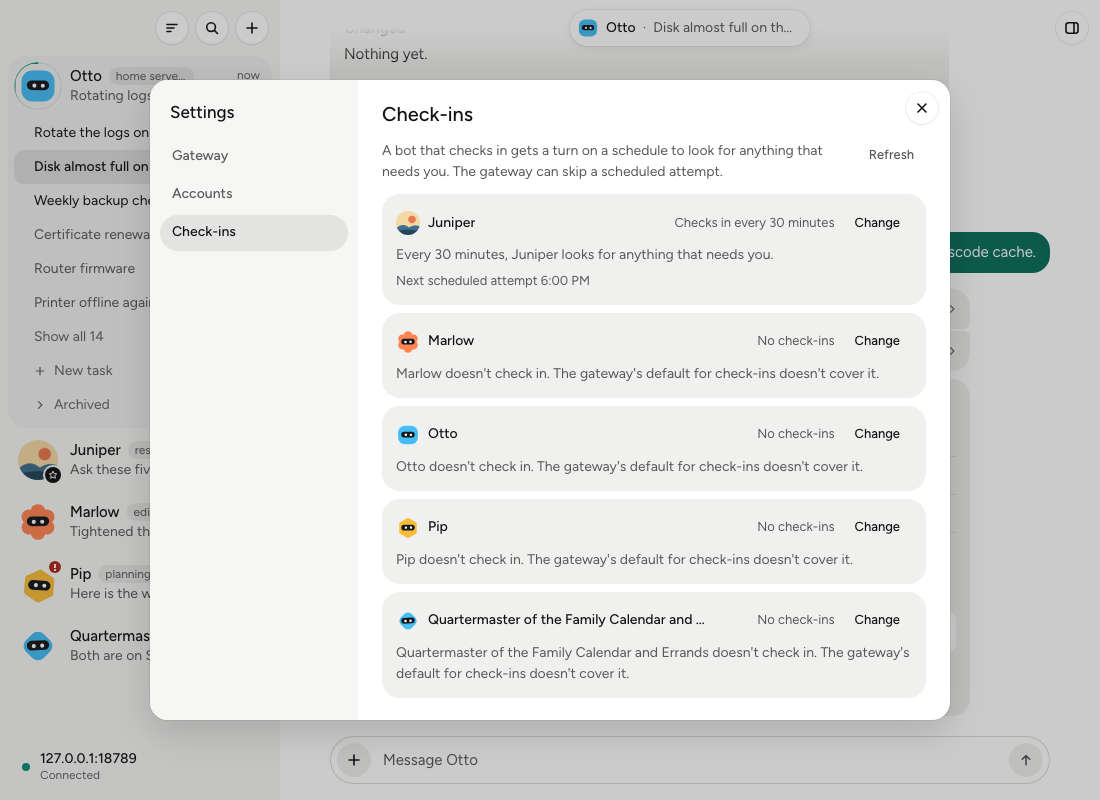 Otto · Disk almost full on th...
Nothing yet.
Otto home serve... now
Rotating logs
Rotate the logs on
Disk almost full on
Weekly backup che
Certificate renewa
Router firmware
Printer offline again
Show all 14
New task
Archived
Juniper res
Ask these fiv
Marlow edi
Tightened th
Pip planning
Here is the w
Quartermas
Both are on S
127.0.0.1:18789
Connected
Settings
Gateway
Accounts
Check-ins
Check-ins
A bot that checks in gets a turn on a schedule to look for anything that
needs you. The gateway can skip a scheduled attempt.
Refresh
Juniper Checks in every 30 minutes Change
Every 30 minutes, Juniper looks for anything that needs you.
Next scheduled attempt 6:00 PM
Marlow No check-ins Change
Marlow doesn't check in. The gateway's default for check-ins doesn't cover it.
Otto No check-ins Change
Otto doesn't check in. The gateway's default for check-ins doesn't cover it.
Pip No check-ins Change
Pip doesn't check in. The gateway's default for check-ins doesn't cover it.
Quartermaster of the Family Calendar and ... No check-ins Change
Quartermaster of the Family Calendar and Errands doesn't check in. The gateway's
default for check-ins doesn't cover it.
scode cache.
Message Otto